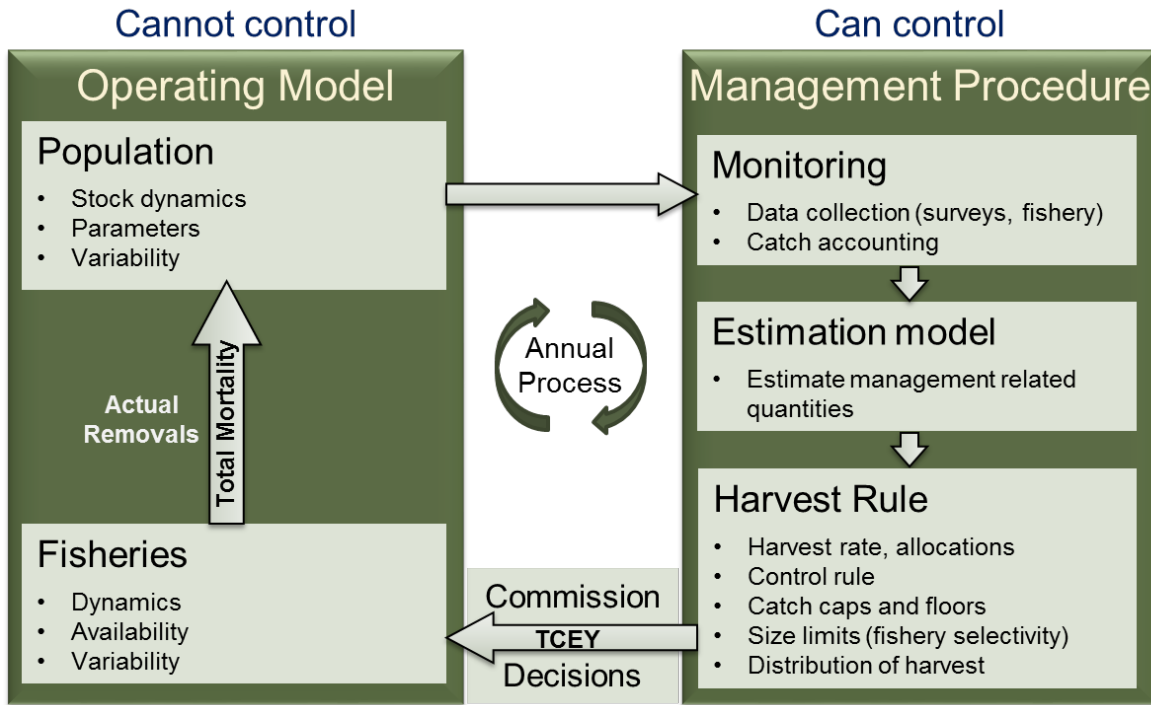 Cannot control
Operating Model
Population
• Stock dynamics
• Parameters
• Variability
Total Mortality
Actual
Removals
Fisheries
• Dynamics
• Availability
• Variability
Annual
Process
Commission
TCEY
Decisions
Can control
Management Procedure
Monitoring
• Data collection (surveys, fishery)
• Catch accounting
Estimation model
• Estimate management related
quantities
Harvest Rule
• Harvest rate, allocations
• Control rule
• Catch caps and floors
• Size limits (fishery selectivity)
• Distribution of harvest